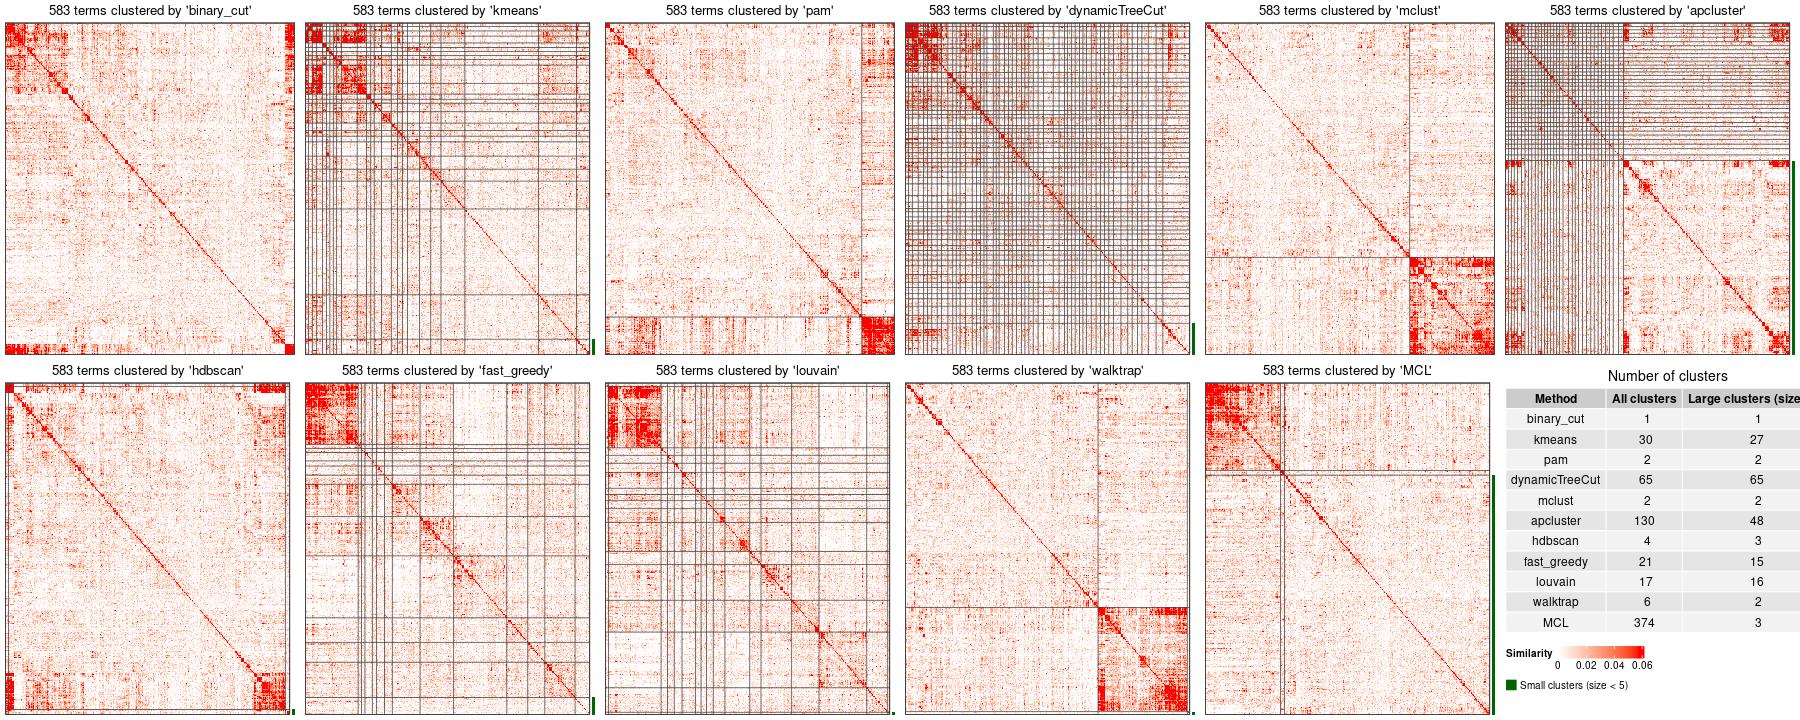 583 terms clustered by 'binary_cut'
583 terms clustered by 'kmeans'
583 terms clustered by 'pam'
583 terms clustered by 'dynamicTreeCut'
583 terms clustered by 'mclust'
583 terms clustered by 'apcluster'
583 terms clustered by 'hdbscan'
583 terms clustered by 'fast_greedy'
583 terms clustered by 'louvain'
583 terms clustered by 'walktrap'
583 terms clustered by 'MCL'
Number of clusters
Method All clusters Large clusters (size
binary_cut 1 1
kmeans 30 27
pam 2 2
dynamicTreeCut 65 65
mclust 2 2
apcluster 130 48
hdbscan 4 3
fast_greedy 21 15
louvain 17 16
walktrap 6 2
MCL 374 3
Similarity
0 0.02 0.04 0.06
Small clusters (size < 5)